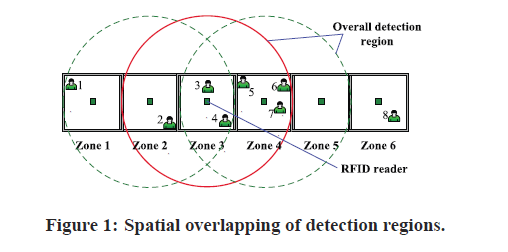 Overall detection
region
1
2
3
4
5
6
7
8
Zone 1
Zone 2
Zone 3
Zone 4
Zone 5
Zone 6
RFID reader
Figure 1: Spatial overlapping of detection regions.